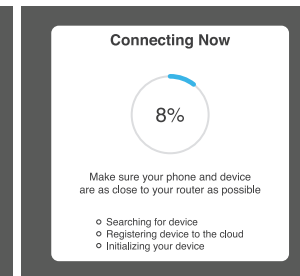 Connecting Now
8%
Make sure your phone and device
are as close to your router as possible
Searching for device
Registering device to the cloud
Initializing your device